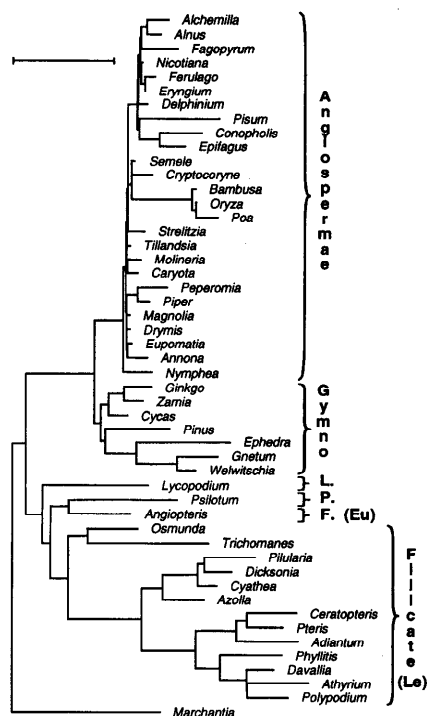 Alchemilla
Alnus
Fagopyrum
Nicotiana
Ferulago
Eryngium
Delphinium
Pisum
Conopholis
Epifagus
Semele
Cryptocoryne
Bambusa
Oryza
Poa
Strelitzia
Tillandsia
Molineria
Caryota
Peperomia
Piper
Magnolia
Drymis
Eupomatia
Annona
Nymphea
Angiospermae
Ginkgo
Zamia
Cycas
Pinus
Ephedra
Gnetum
Welwitschia
Gymno
Lycopodium L.
Psilotum P.
Angiopteris F. (Eu)
Osmunda
Trichomanes
Pilularia
Dicksonia
Cyathea
Azolla
Ceratopteris
Pteris
Adiantum
Phyllitis
Davallia
Athyrium
Polypodium
Filicate
(Le)
Marchantia